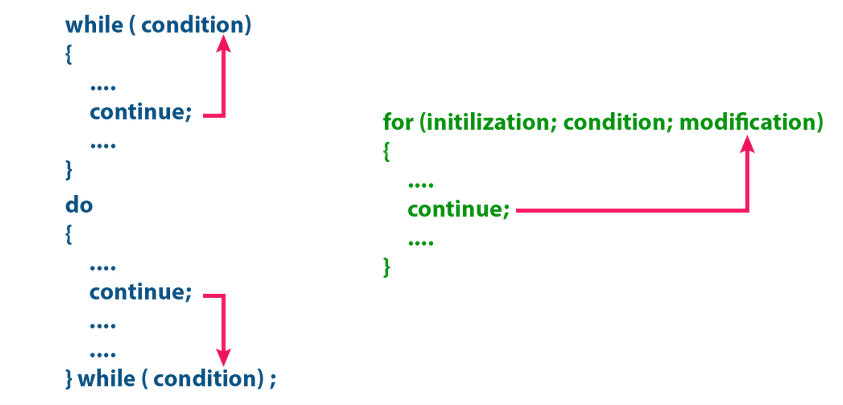 while ( condition)
{
....
continue;
....
}
do
{
....
continue;
....
....
} while ( condition) ;
for (initilization; condition; modification)
{
....
continue;
....
}